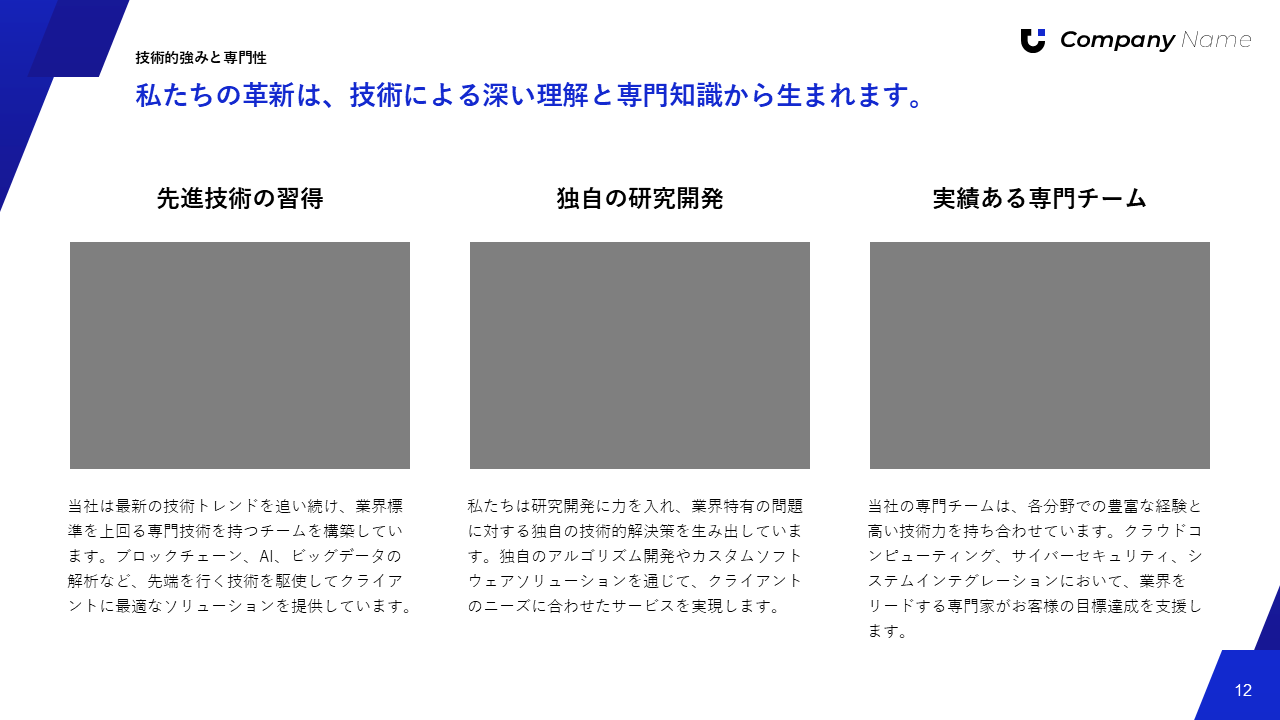 Company Name
技術的強みと専門性
私たちの革新は、技術による深い理解と専門知識から生まれます。
先進技術の習得
当社は最新の技術トレンドを追い続け、業界標
準を上回る専門技術を持つチームを構築してい
ます。ブロックチェーン、AI、ビッグデータの
解析など、先端を行く技術を駆使してクライア
ントに最適なソリューションを提供しています。
独自の研究開発
私たちは研究開発に力を入れ、業界特有の問題
に対する独自の技術的解決策を生み出していま
す。独自のアルゴリズム開発やカスタムソフト
ウェアソリューションを通じて、クライアント
のニーズに合わせたサービスを実現します。
実績ある専門チーム
当社の専門チームは、各分野での豊富な経験と
高い技術力を持ち合わせています。クラウドコ
ンピューティング、サイバーセキュリティ、シ
ステムインテグレーションにおいて、業界を
リードする専門家がお客様の目標達成を支援し
ます。
12